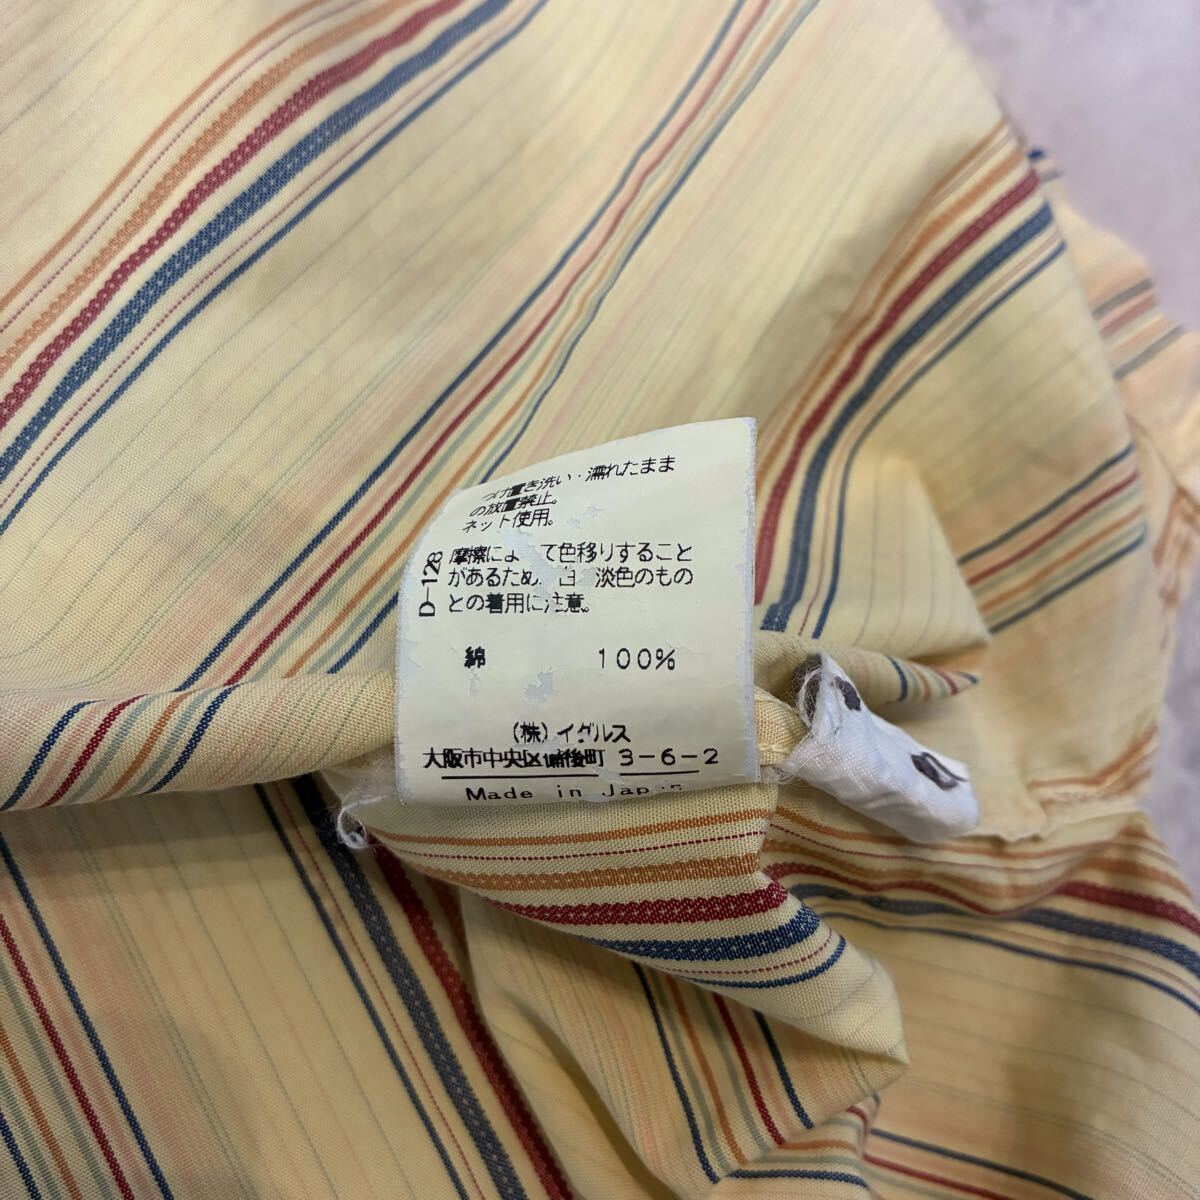 つけ置き洗い・濡れたまま
の放置禁止。
ネット使用。
D-128
摩擦によ て色移りすること
があるため 白 淡色のもの
との着用に注意。
綿 100%
(株)イグルス
大阪市中央区備後町 3-6-2
Made in Japan